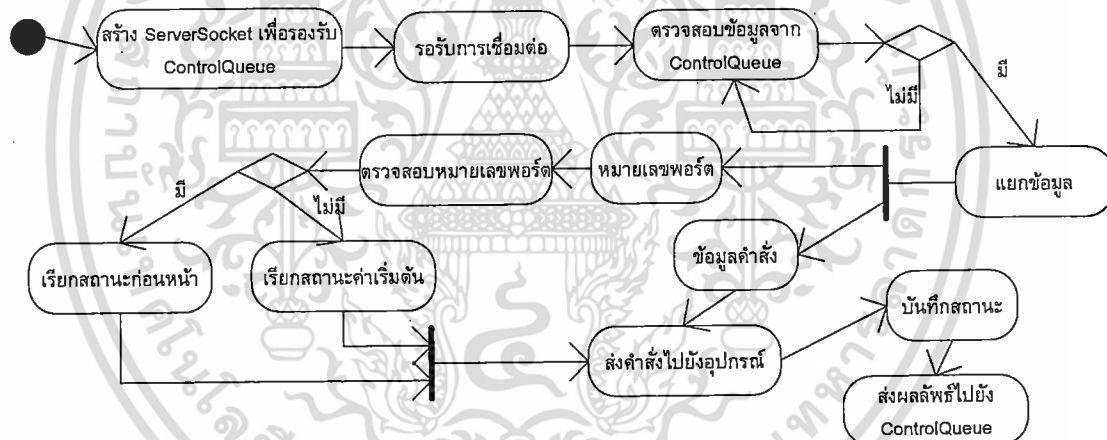 สร้าง ServerSocket เพื่อรองรับ
ControlQueue
รอรับการเชื่อมต่อ
ตรวจสอบข้อมูลจาก
ControlQueue
มี
ไม่มี
แยกข้อมูล
หมายเลขพอร์ต
ตรวจสอบหมายเลขพอร์ต
มี
ไม่มี
เรียกสถานะก่อนหน้า
เรียกสถานะค่าเริ่มต้น
ข้อมูลคำสั่ง
ส่งคำสั่งไปยังอุปกรณ์
บันทึกสถานะ
ส่งผลลัพธ์ไปยัง
ControlQueue